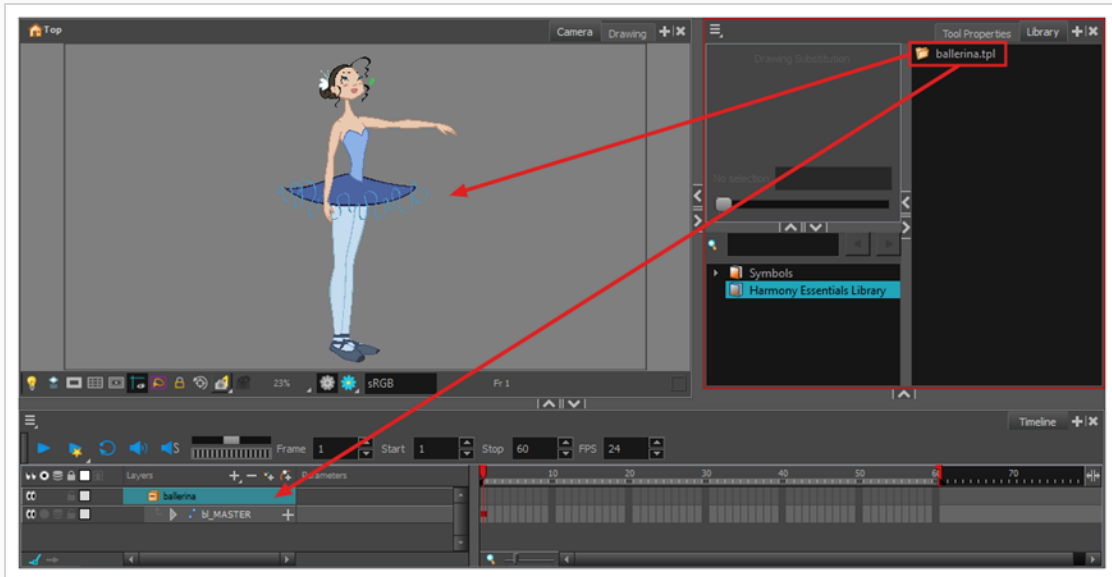 Top
Camera Drawing
Tool Properties Library
Drawing Substitution
ballerina.tpl
No selection
Symbols
Harmony Essentials Library
23% sRGB Fr 1
Timeline
Frame 1 Start 1 Stop 60 FPS 24
Layers Parameters 10 20 30 40 50 60 70
ballerina
bl_MASTER